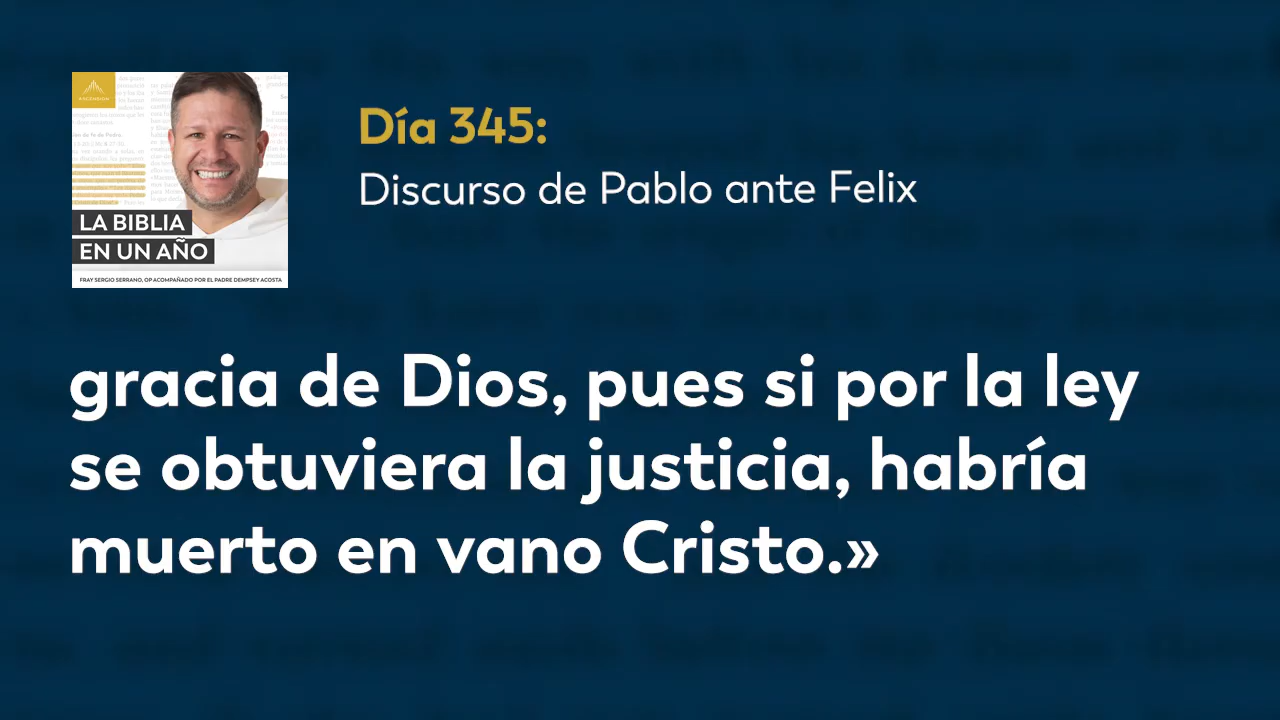 ASCENSION
LA BIBLIA
EN UN AÑO
FRAY SERGIO SERRANO, OP ACOMPAÑADO POR EL PADRE DEMPSEY ACOSTA
Día 345:
Discurso de Pablo ante Felix
gracia de Dios, pues si por la ley
se obtuviera la justicia, habría
muerto en vano Cristo.»